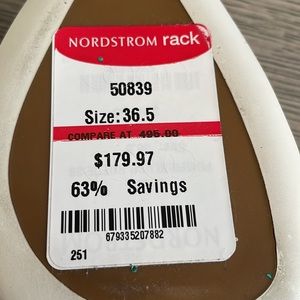 NORDSTROM rack
50839
Size:36.5
COMPARE AT 495.00
$179.97
63% Savings
679335207882
251